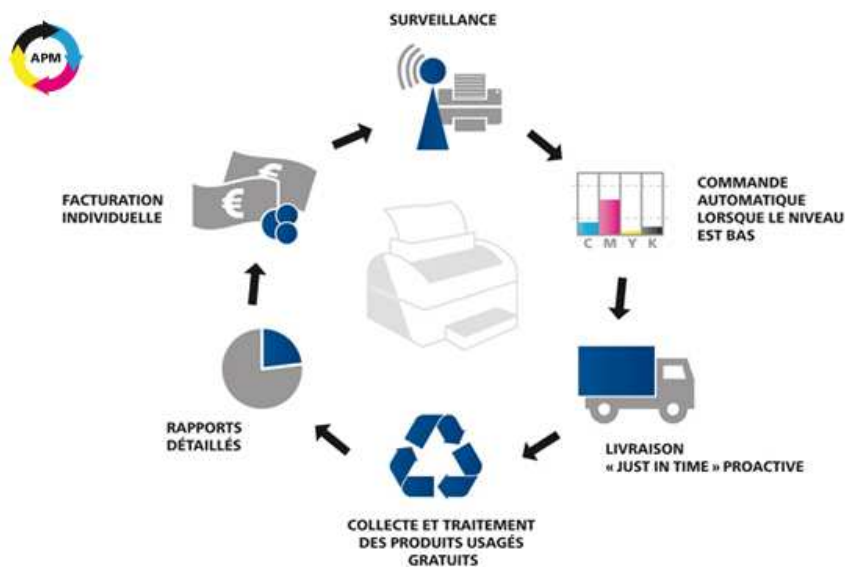 APM
SURVEILLANCE
COMMANDE
AUTOMATIQUE
LORSQUE LE NIVEAU
EST BAS
C M Y K
LIVRAISON
« JUST IN TIME » PROACTIVE
COLLECTE ET TRAITEMENT
DES PRODUITS USAGÉS
GRATUITS
RAPPORTS
DÉTAILLÉS
FACTURATION
INDIVIDUELLE
€
€